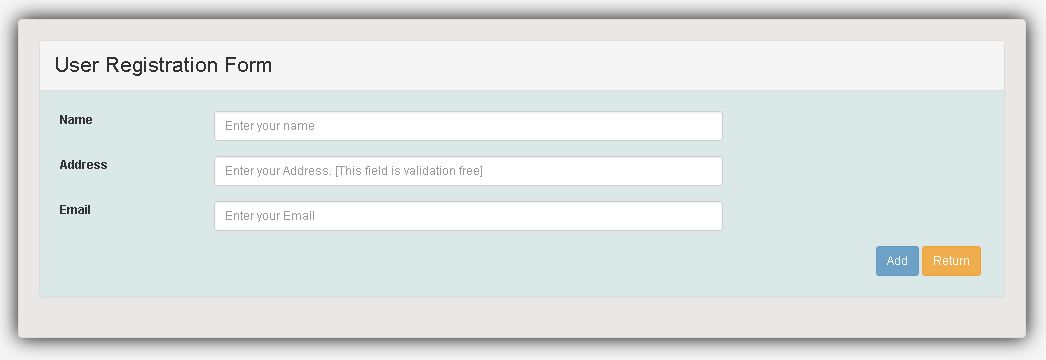 User Registration Form
Name
Enter your name
Address
Enter your Address. [This field is validation free]
Email
Enter your Email
Add Return